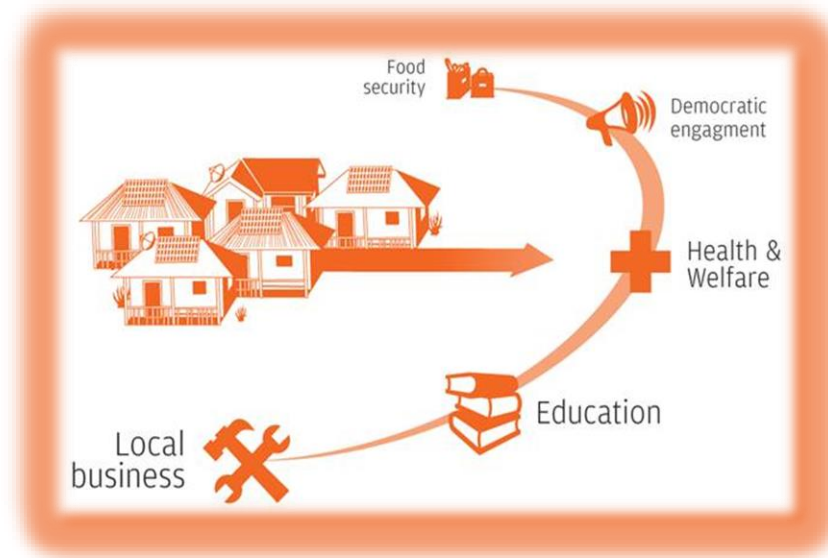 Food
security
Democratic
engagment
Health &
Welfare
Education
Local
business